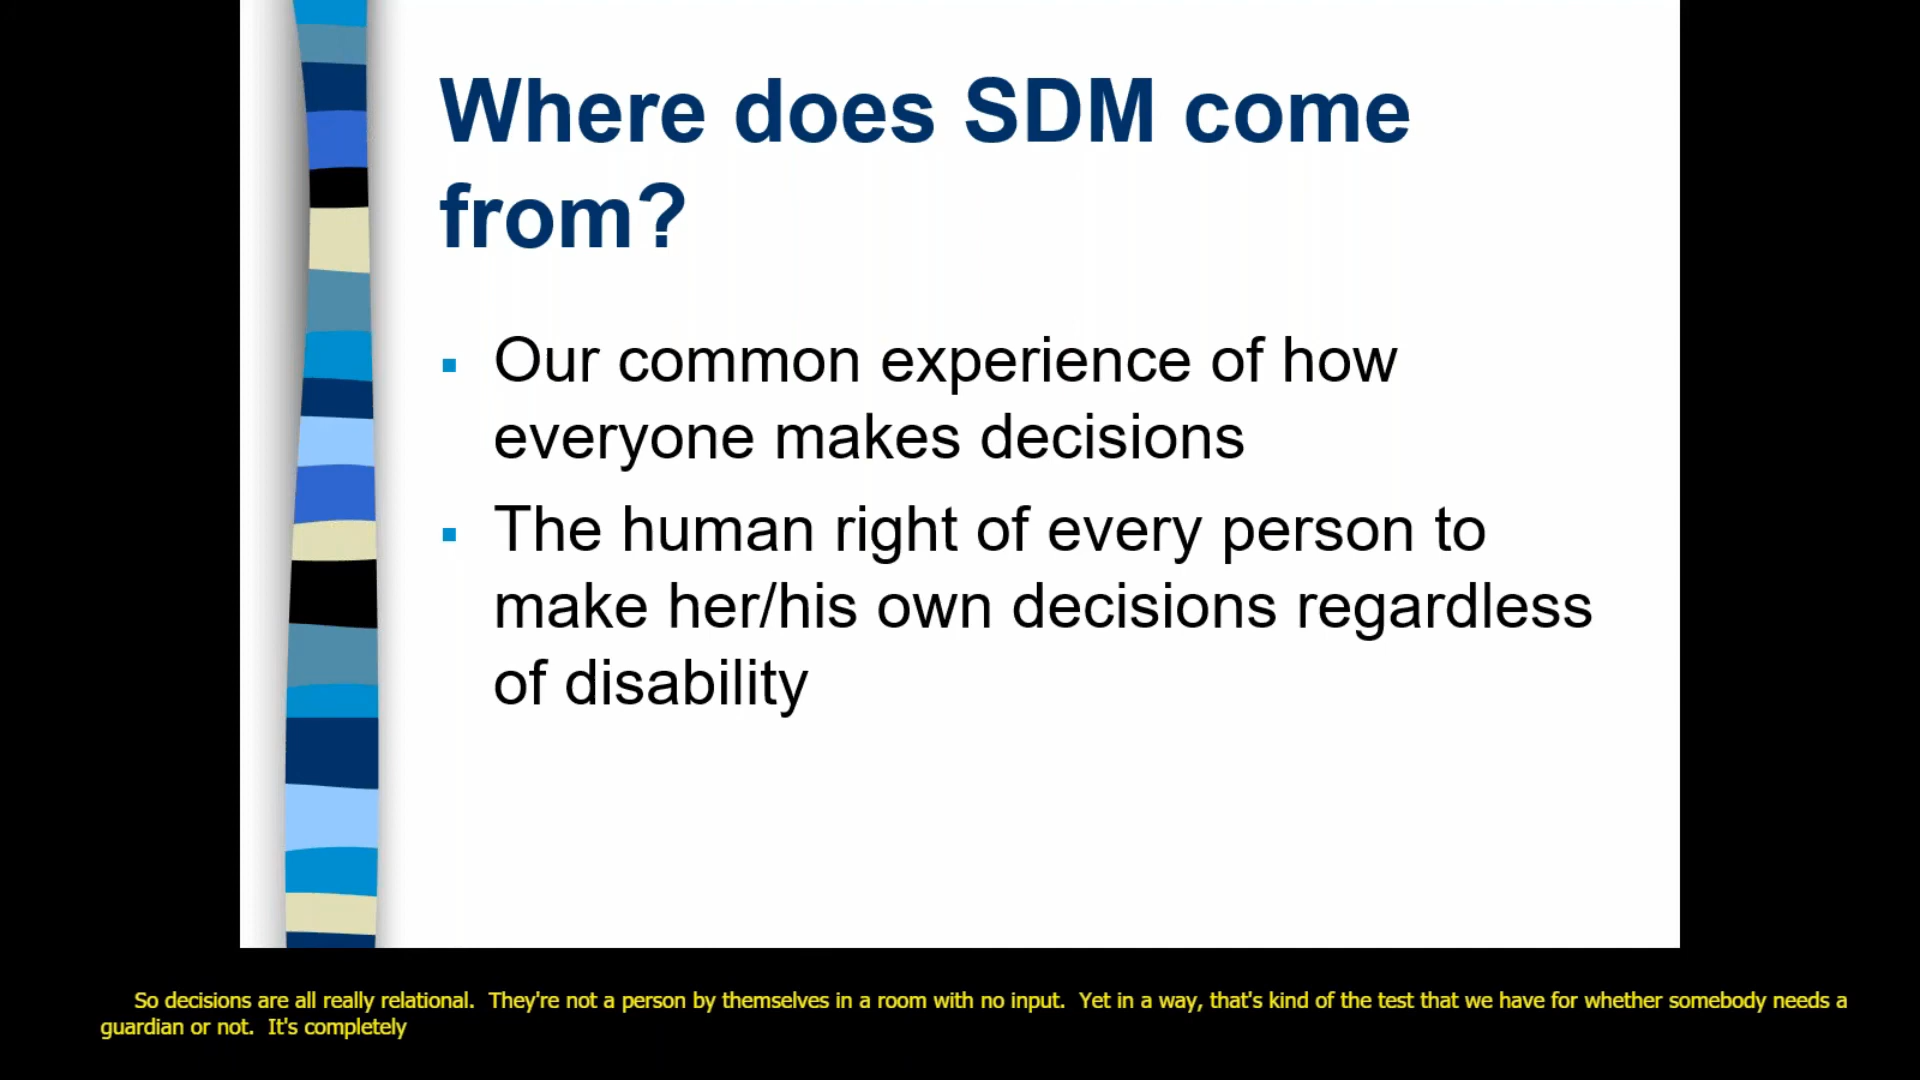 Where does SDM come
from?
Our common experience of how
everyone makes decisions
The human right of every person to
make her/his own decisions regardless
of disability
So decisions are all really relational.  They're not a person by themselves in a room with no input.  Yet in a way, that's kind of the test that we have for whether somebody needs a
guardian or not.  It's completely